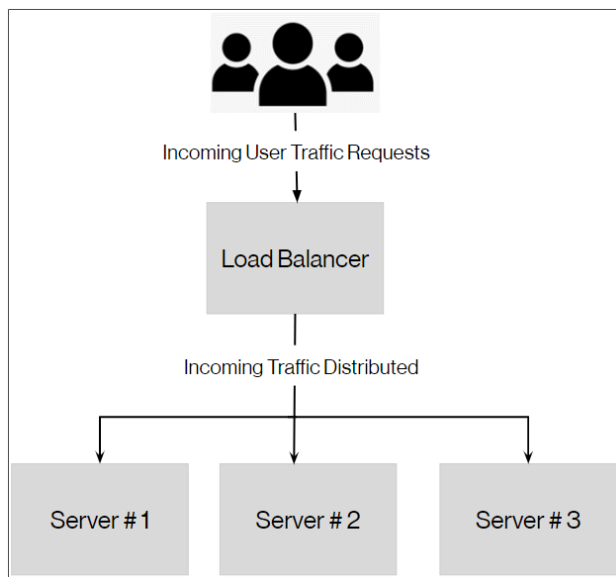 Incoming User Traffic Requests
Load Balancer
Incoming Traffic Distributed
Server # 1
Server # 2
Server # 3